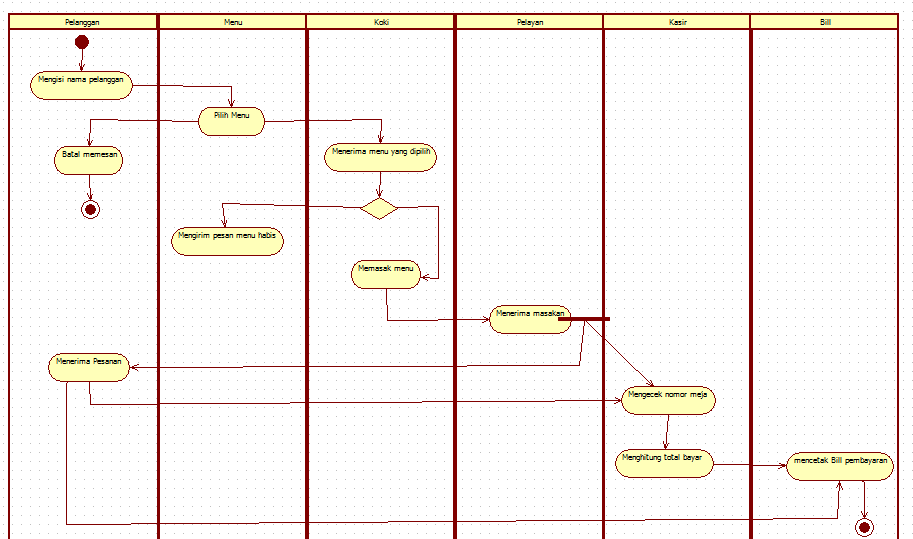 Pelanggan
Menu
Koki
Pelayan
Kasir
Bill
Mengisi nama pelanggan
Pilih Menu
Batal memesan
Menerima menu yang dipilih
Mengirim pesan menu habis
Memasak menu
Menerima masakan
Menerima Pesanan
Mengecek nomor meja
Menghitung total bayar
mencetak Bill pembayaran